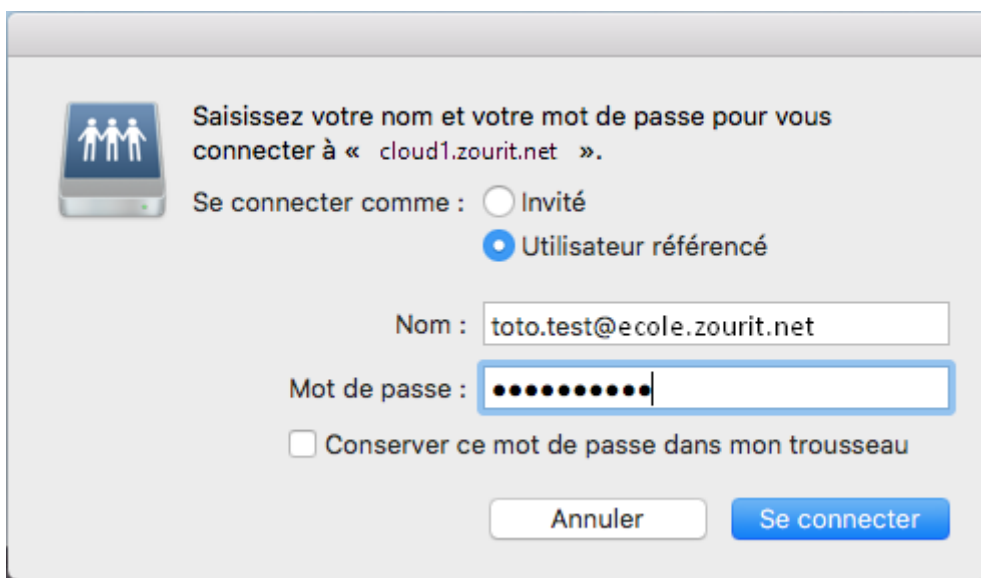 Saisissez votre nom et votre mot de passe pour vous
connecter à « cloud1.zourit.net ».
Se connecter comme : Invité
Utilisateur référencé
Nom : toto.test@ecole.zourit.net
Mot de passe : ••••••••••
Conserver ce mot de passe dans mon trousseau
Annuler Se connecter